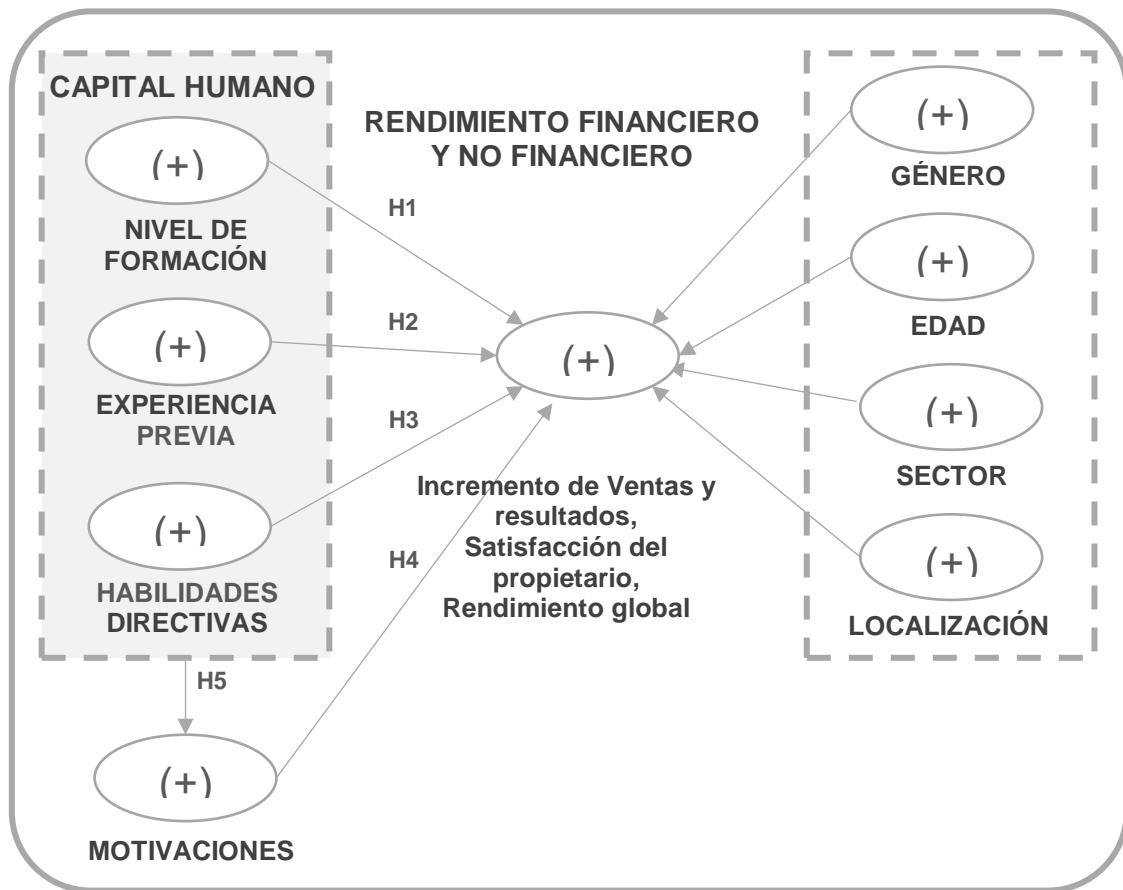 CAPITAL HUMANO
(+)
NIVEL DE
FORMACIÓN
(+)
EXPERIENCIA
PREVIA
(+)
HABILIDADES
DIRECTIVAS
H5
(+)
MOTIVACIONES
H1
H2
H3
H4
RENDIMIENTO FINANCIERO
Y NO FINANCIERO
(+)
Incremento de Ventas y
resultados,
Satisfacción del
propietario,
Rendimiento global
(+)
GÉNERO
(+)
EDAD
(+)
SECTOR
(+)
LOCALIZACIÓN